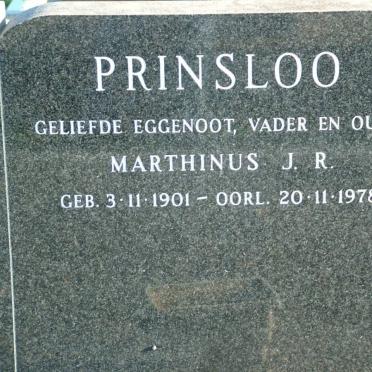 PRINSLOO
GELIEFDE EGGENOOT, VADER EN OU
MARTHINUS J. R.
GEB. 3·11·1901 – OORL. 20·11·1978